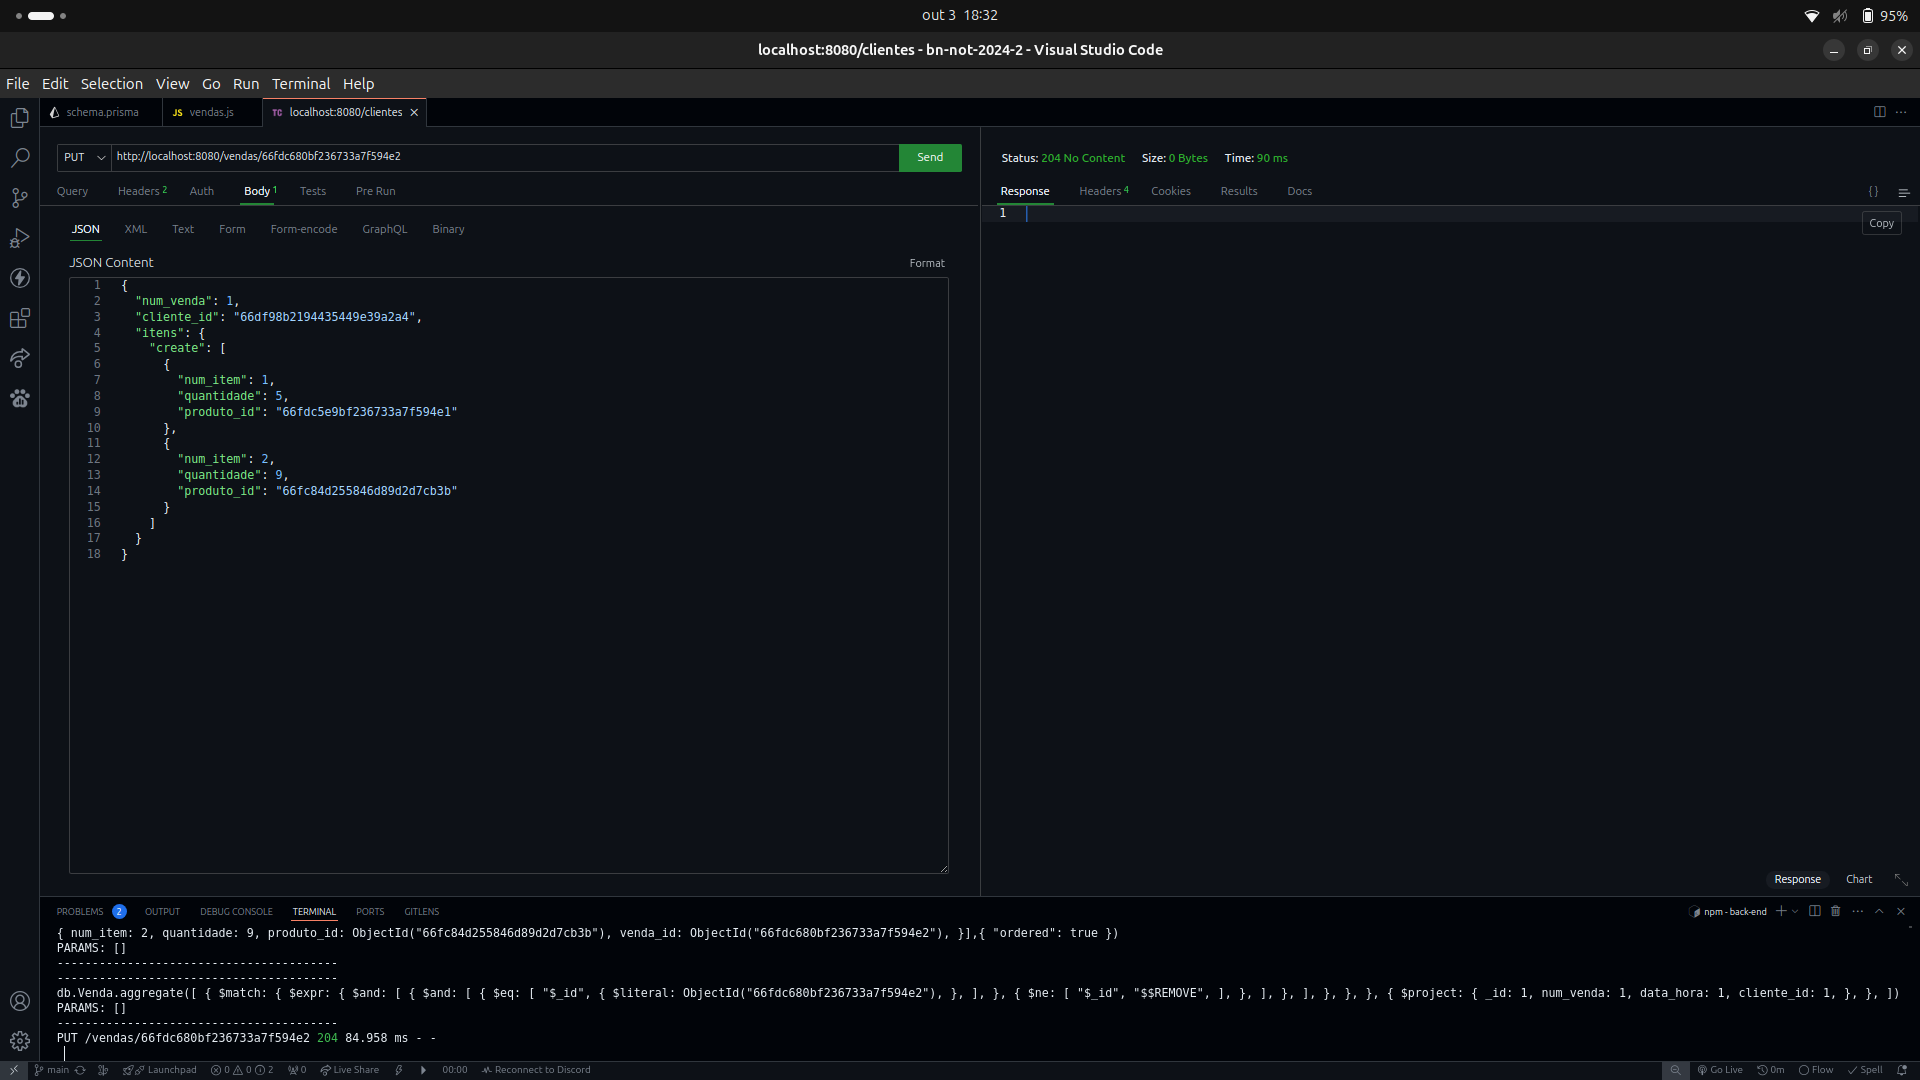 out 3 18:32
95%
localhost:8080/clientes - bn-not-2024-2 - Visual Studio Code
File Edit Selection View Go Run Terminal Help
schema.prisma
JS vendas.js
TC localhost:8080/clientes
PUT http://localhost:8080/vendas/66fdc680bf236733a7f594e2 Send
Status: 204 No Content Size: 0 Bytes Time: 90 ms
Query Headers 2 Auth Body 1 Tests Pre Run
Response Headers 4 Cookies Results Docs {}
1
Copy
JSON XML Text Form Form-encode GraphQL Binary
JSON Content Format
1 {
2 "num_venda": 1,
3 "cliente_id": "66df98b2194435449e39a2a4",
4 "itens": {
5 "create": [
6 {
7 "num_item": 1,
8 "quantidade": 5,
9 "produto_id": "66fdc5e9bf236733a7f594e1"
10 },
11 {
12 "num_item": 2,
13 "quantidade": 9,
14 "produto_id": "66fc84d255846d89d2d7cb3b"
15 }
16 ]
17 }
18 }
Response Chart
PROBLEMS 2 OUTPUT DEBUG CONSOLE TERMINAL PORTS GITLENS
npm - back-end
{ num_item: 2, quantidade: 9, produto_id: ObjectId("66fc84d255846d89d2d7cb3b"), venda_id: ObjectId("66fdc680bf236733a7f594e2"), }],{ "ordered": true })
PARAMS: []
----------------------------------------
----------------------------------------
db.Venda.aggregate([ { $match: { $expr: { $and: [ { $and: [ { $eq: [ "$_id", { $literal: ObjectId("66fdc680bf236733a7f594e2"), }, ], }, { $ne: [ "$_id", "$$REMOVE", ], }, ], }, ], }, }, }, { $project: { _id: 1, num_venda: 1, data_hora: 1, cliente_id: 1, }, }, ])
PARAMS: []
----------------------------------------
PUT /vendas/66fdc680bf236733a7f594e2 204 84.958 ms - -
main Launchpad 0 0 2 0 Live Share 00:00 Reconnect to Discord
Go Live 0m Flow Spell